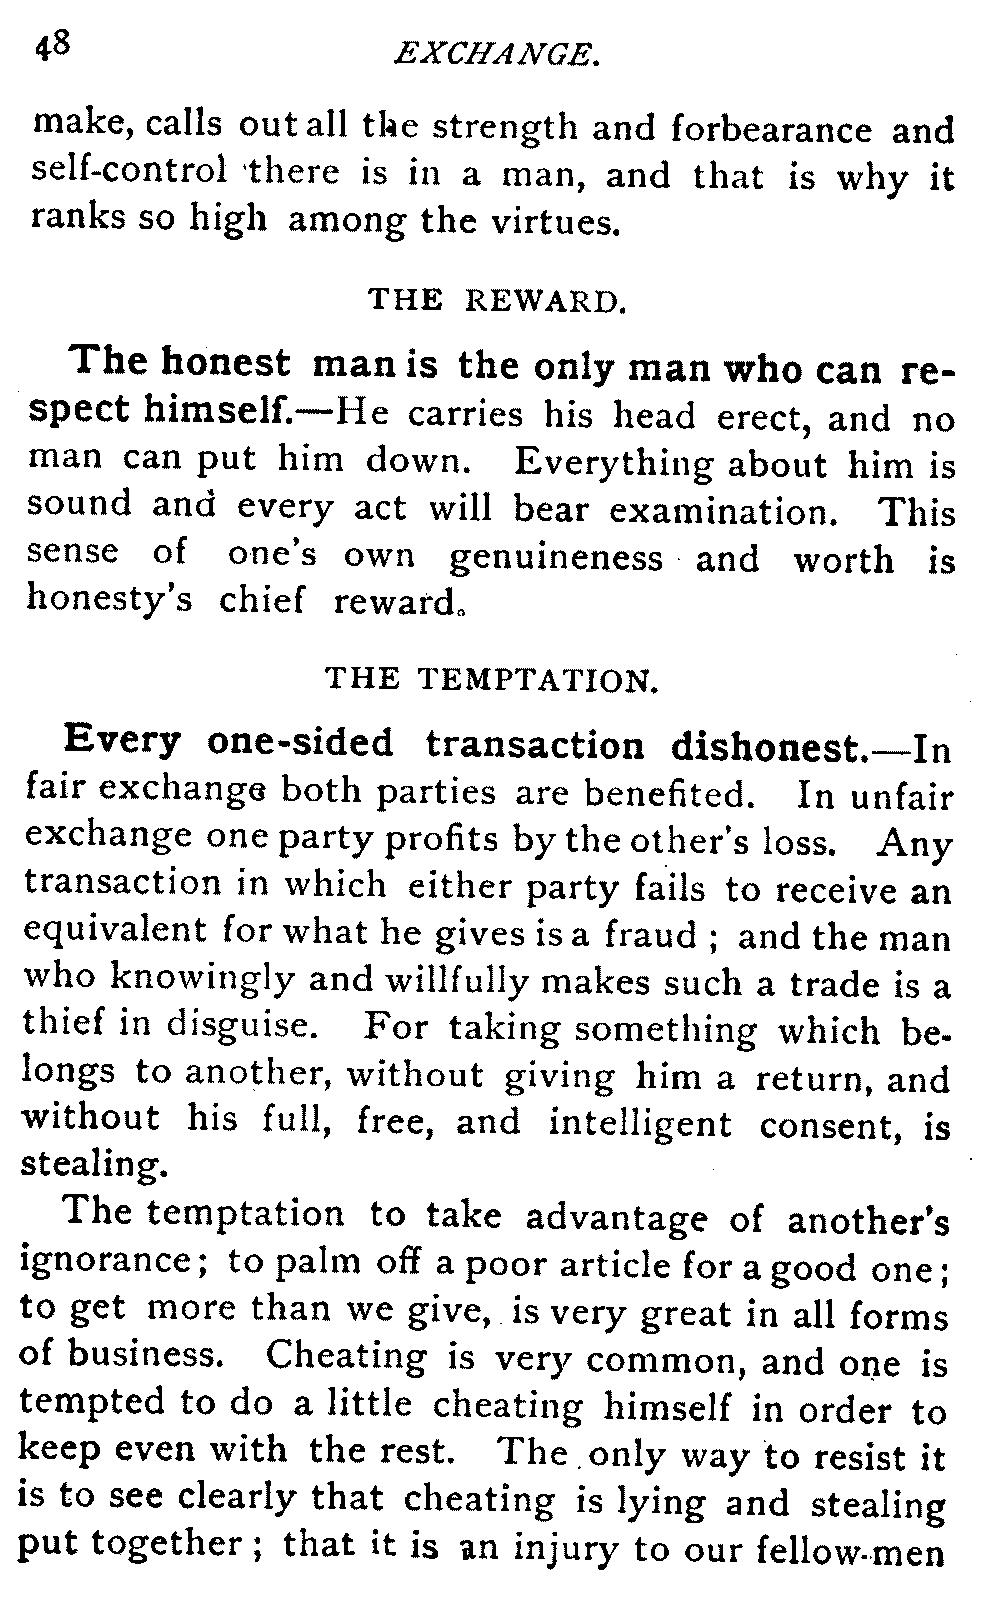 48
EXCHANGE.
make, calls out all the strength and forbearance and
self-control there is in a man, and that is why it
ranks so high among the virtues.
THE REWARD.
The honest man is the only man who can re-
spect himself.—He carries his head erect, and no
man can put him down. Everything about him is
sound and every act will bear examination. This
sense of one's own genuineness and worth is
honesty's chief reward.
THE TEMPTATION.
Every one-sided transaction dishonest.—In
fair exchange both parties are benefited. In unfair
exchange one party profits by the other's loss. Any
transaction in which either party fails to receive an
equivalent for what he gives is a fraud ; and the man
who knowingly and willfully makes such a trade is a
thief in disguise. For taking something which be-
longs to another, without giving him a return, and
without his full, free, and intelligent consent, is
stealing.
The temptation to take advantage of another's
ignorance ; to palm off a poor article for a good one ;
to get more than we give, is very great in all forms
of business. Cheating is very common, and one is
tempted to do a little cheating himself in order to
keep even with the rest. The only way to resist it
is to see clearly that cheating is lying and stealing
put together ; that it is an injury to our fellow-men